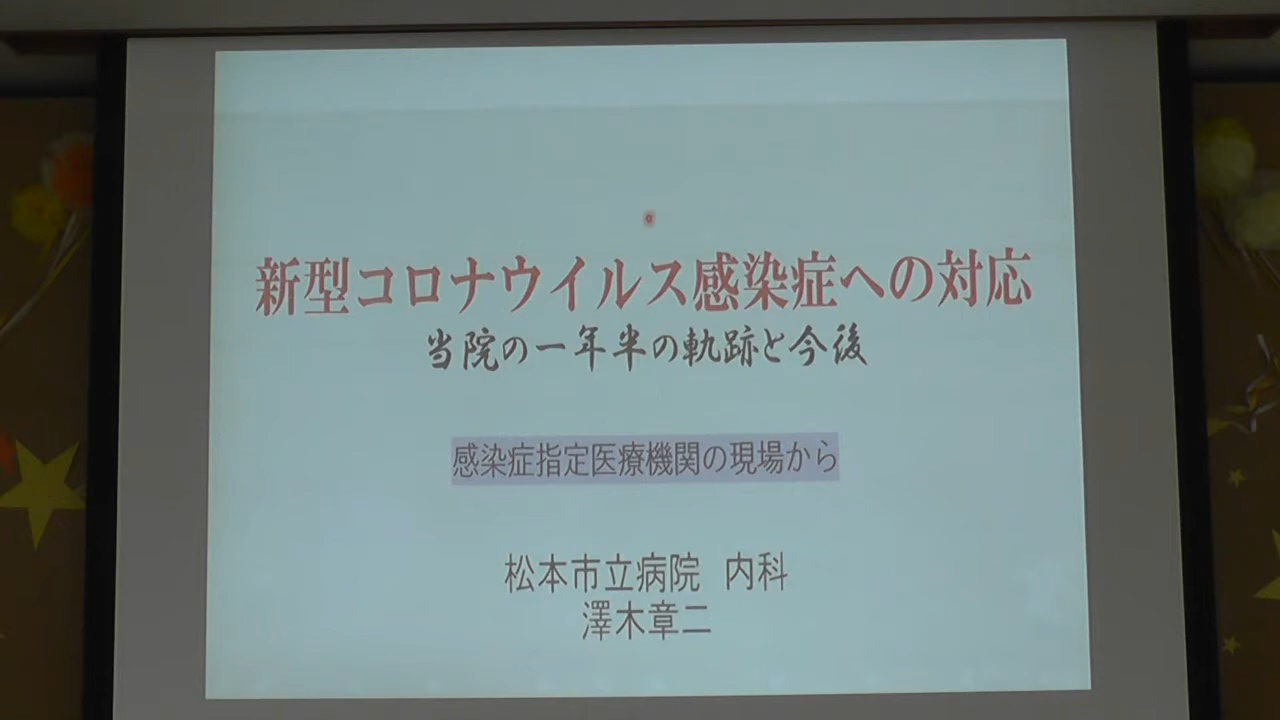 新型コロナウイルス感染症への対応
当院の一年半の軌跡と今後
感染症指定医療機関の現場から
松本市立病院　内科
澤木章二